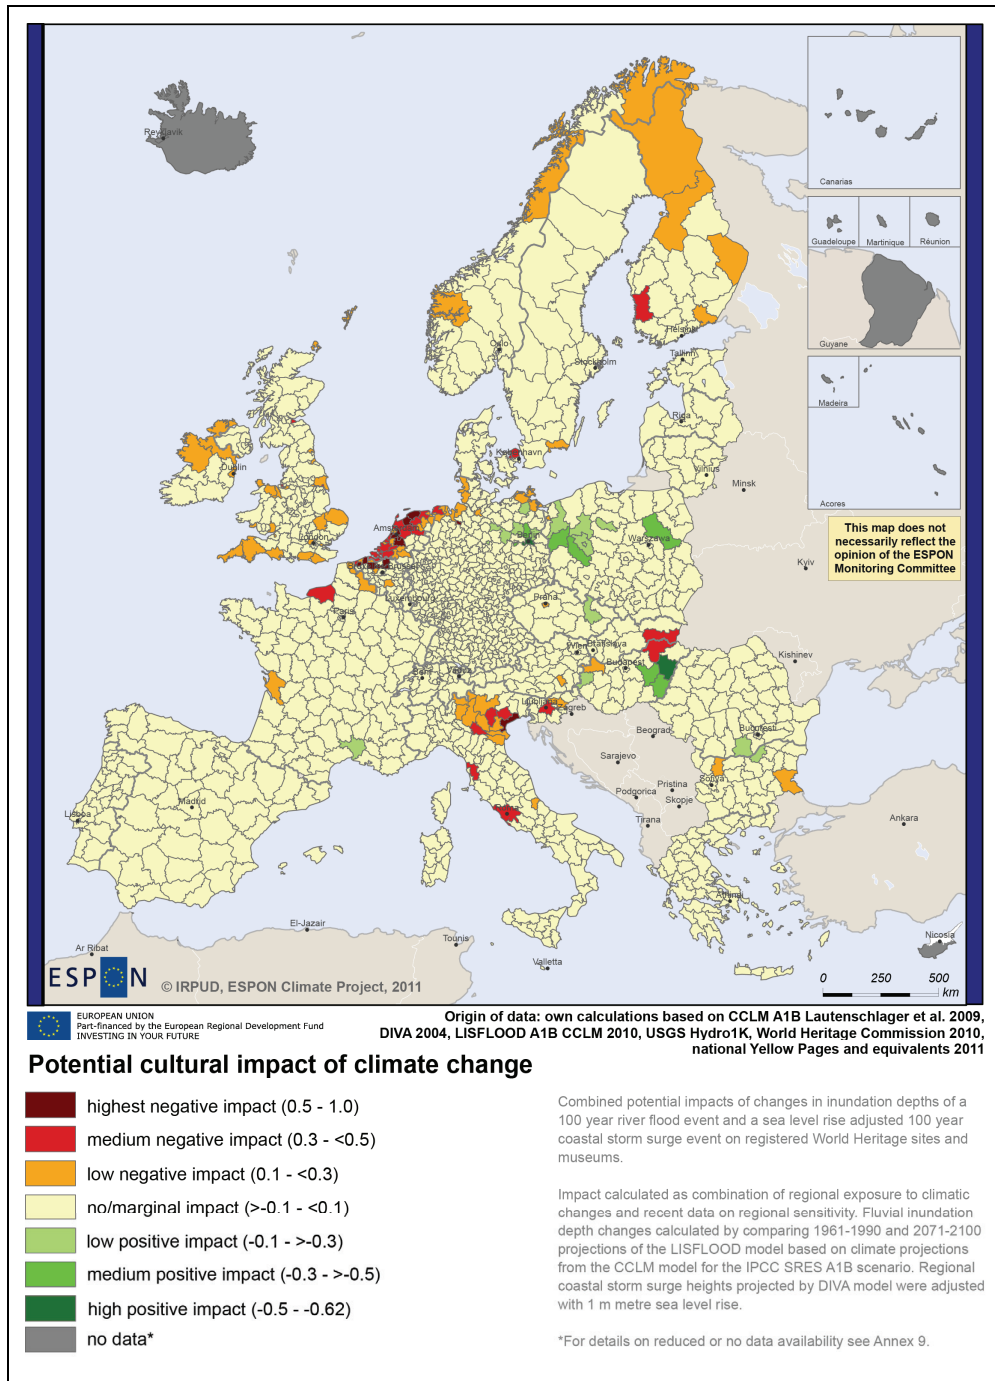 Reykjavik
Canarias
Guadeloupe
Martinique
Réunion
Guyane
Madeira
Acores
Oslo
Helsinki
Tallinn
Stockholm
Riga
København
Vilnius
Minsk
Dublin
London
Amsterdam
Berlin
Warszawa
This map does not
necessarily reflect the
opinion of the ESPON
Monitoring Committee
Kyiv
Luxembourg
Paris
Praha
Wien
Bratislava
Budapest
Kishinev
Bern
Vaduz
Ljubljana
Zagreb
Beograd
Bucuresti
Sarajevo
Pristina
Sofiya
Podgorica
Skopje
Tirana
Ankara
Madrid
Lisboa
Roma
Athinai
El-Jazair
Tounis
Ar Ribat
Valletta
Nicosia
ESPON
© IRPUD, ESPON Climate Project, 2011
0 250 500
km
EUROPEAN UNION
Part-financed by the European Regional Development Fund
INVESTING IN YOUR FUTURE
Origin of data: own calculations based on CCLM A1B Lautenschlager et al. 2009,
DIVA 2004, LISFLOOD A1B CCLM 2010, USGS Hydro1K, World Heritage Commission 2010,
national Yellow Pages and equivalents 2011
Potential cultural impact of climate change
highest negative impact (0.5 - 1.0)
medium negative impact (0.3 - <0.5)
low negative impact (0.1 - <0.3)
no/marginal impact (>-0.1 - <0.1)
low positive impact (-0.1 - >-0.3)
medium positive impact (-0.3 - >-0.5)
high positive impact (-0.5 - -0.62)
no data*
Combined potential impacts of changes in inundation depths of a
100 year river flood event and a sea level rise adjusted 100 year
coastal storm surge event on registered World Heritage sites and
museums.
Impact calculated as combination of regional exposure to climatic
changes and recent data on regional sensitivity. Fluvial inundation
depth changes calculated by comparing 1961-1990 and 2071-2100
projections of the LISFLOOD model based on climate projections
from the CCLM model for the IPCC SRES A1B scenario. Regional
coastal storm surge heights projected by DIVA model were adjusted
with 1 m metre sea level rise.
*For details on reduced or no data availability see Annex 9.